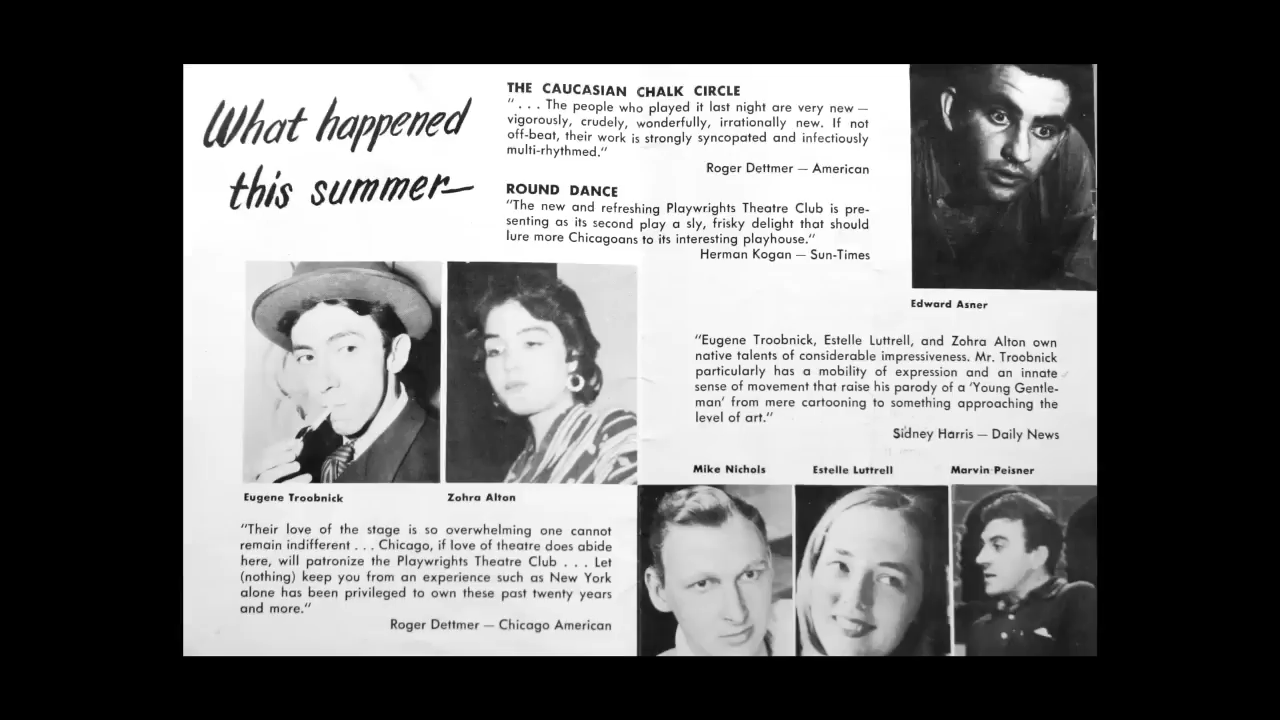 What happened
this summer—
THE CAUCASIAN CHALK CIRCLE
". . . The people who played it last night are very new —
vigorously, crudely, wonderfully, irrationally new. If not
off-beat, their work is strongly syncopated and infectiously
multi-rhythmed."
Roger Dettmer — American
ROUND DANCE
"The new and refreshing Playwrights Theatre Club is pre-
senting as its second play a sly, frisky delight that should
lure more Chicagoans to its interesting playhouse."
Herman Kogan — Sun-Times
Edward Asner
"Eugene Troobnick, Estelle Luttrell, and Zohra Alton own
native talents of considerable impressiveness. Mr. Troobnick
particularly has a mobility of expression and an innate
sense of movement that raise his parody of a 'Young Gentle-
man' from mere cartooning to something approaching the
level of art."
Sidney Harris — Daily News
Eugene Troobnick
Zohra Alton
"Their love of the stage is so overwhelming one cannot
remain indifferent . . . Chicago, if love of theatre does abide
here, will patronize the Playwrights Theatre Club . . . Let
(nothing) keep you from an experience such as New York
alone has been privileged to own these past twenty years
and more."
Roger Dettmer — Chicago American
Mike Nichols
Estelle Luttrell
Marvin Peisner